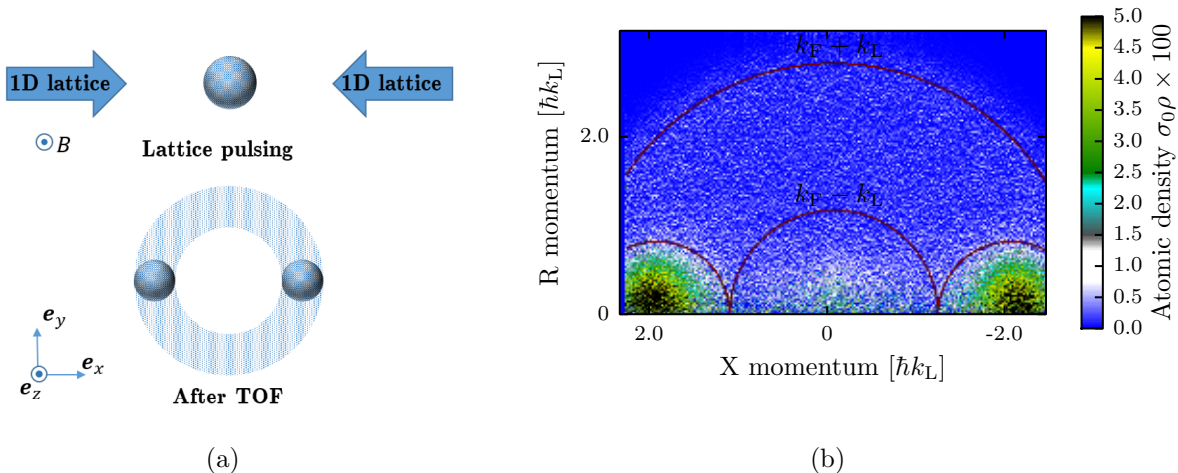 1D lattice
1D lattice
B
Lattice pulsing
e_y
e_x
e_z
After TOF
(a)
k_F + k_L
k_F − k_L
R momentum [ħk_L]
2.0
0
2.0
0
-2.0
X momentum [ħk_L]
5.0
4.5
4.0
3.5
3.0
2.5
2.0
1.5
1.0
0.5
0.0
Atomic density σ₀ρ × 100
(b)